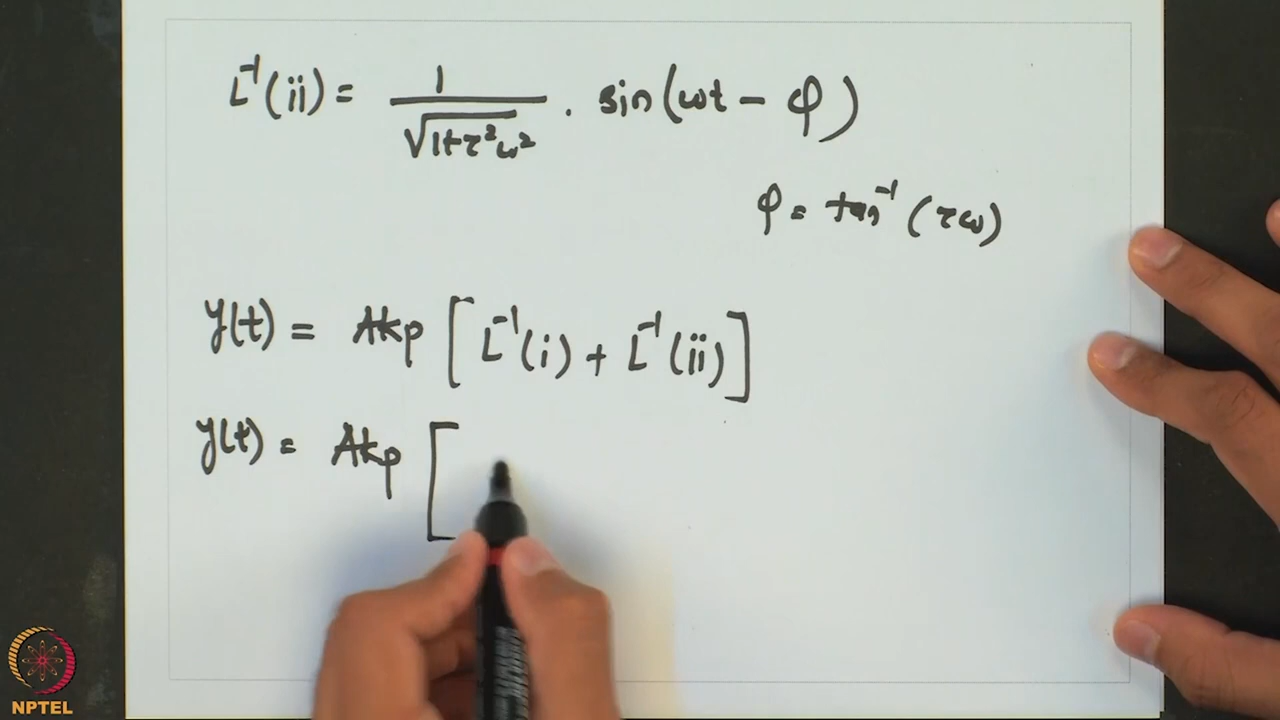 L⁻¹(ii) = 1/√(1+τ²ω²) . sin(ωt − φ)
φ = tan⁻¹(τω)
y(t) = Akp [L⁻¹(i) + L⁻¹(ii)]
y(t) = Akp [
NPTEL